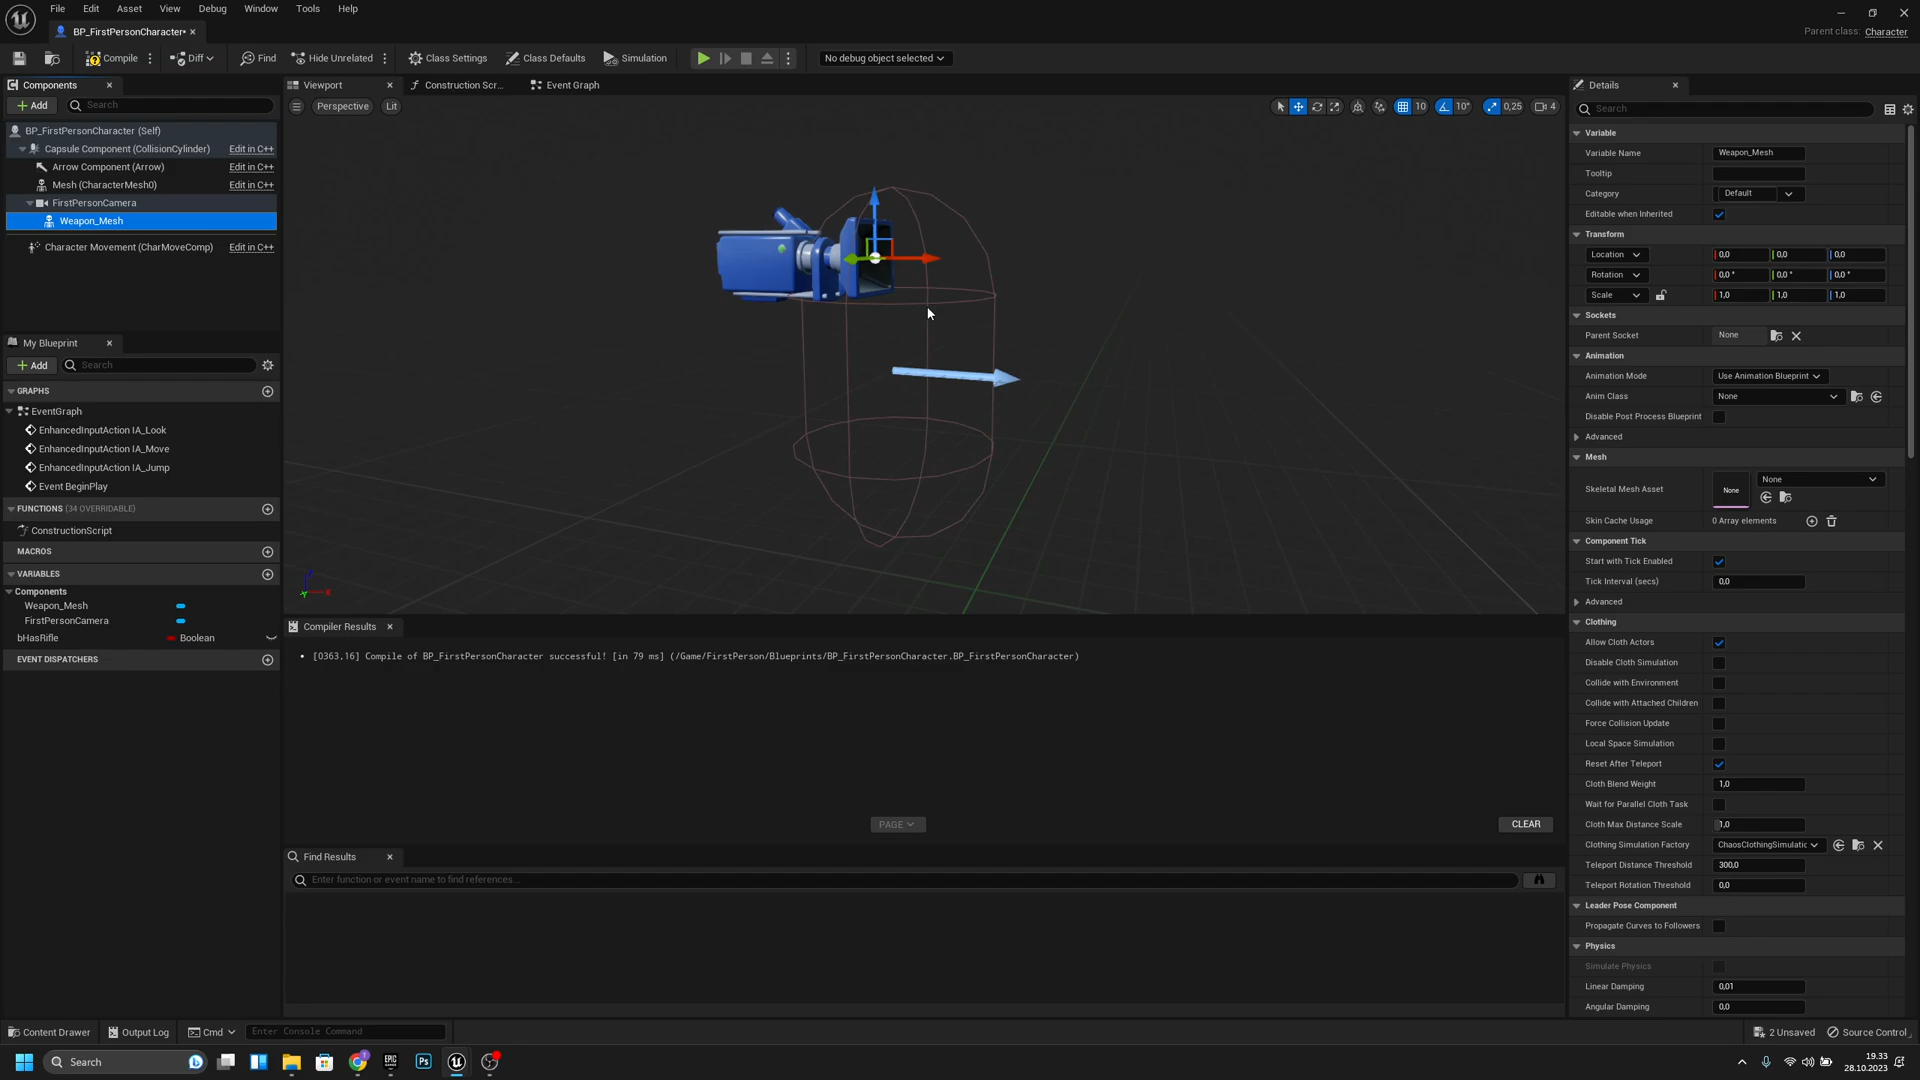 File Edit Asset View Debug Window Tools Help
BP_FirstPersonCharacter•
Parent class: Character
Compile Diff Find Hide Unrelated Class Settings Class Defaults Simulation No debug object selected
Components
Add Search
BP_FirstPersonCharacter (Self)
Capsule Component (CollisionCylinder) Edit in C++
Arrow Component (Arrow) Edit in C++
Mesh (CharacterMesh0) Edit in C++
FirstPersonCamera
Weapon_Mesh
Character Movement (CharMoveComp) Edit in C++
My Blueprint
Add Search
GRAPHS
EventGraph
EnhancedInputAction IA_Look
EnhancedInputAction IA_Move
EnhancedInputAction IA_Jump
Event BeginPlay
FUNCTIONS (34 OVERRIDABLE)
ConstructionScript
MACROS
VARIABLES
Components
Weapon_Mesh
FirstPersonCamera
bHasRifle Boolean
EVENT DISPATCHERS
Viewport Construction Scr... Event Graph
Perspective Lit 10 10° 0,25 4
Compiler Results
[0363,16] Compile of BP_FirstPersonCharacter successful! [in 79 ms] (/Game/FirstPerson/Blueprints/BP_FirstPersonCharacter.BP_FirstPersonCharacter)
PAGE CLEAR
Find Results
Enter function or event name to find references...
Details
Search
Variable
Variable Name Weapon_Mesh
Tooltip
Category Default
Editable when Inherited
Transform
Location 0,0 0,0 0,0
Rotation 0,0 ° 0,0 ° 0,0 °
Scale 1,0 1,0 1,0
Sockets
Parent Socket None
Animation
Animation Mode Use Animation Blueprint
Anim Class None
Disable Post Process Blueprint
Advanced
Mesh
Skeletal Mesh Asset None None
Skin Cache Usage 0 Array elements
Component Tick
Start with Tick Enabled
Tick Interval (secs) 0,0
Advanced
Clothing
Allow Cloth Actors
Disable Cloth Simulation
Collide with Environment
Collide with Attached Children
Force Collision Update
Local Space Simulation
Reset After Teleport
Cloth Blend Weight 1,0
Wait for Parallel Cloth Task
Cloth Max Distance Scale 1,0
Clothing Simulation Factory ChaosClothingSimulatic
Teleport Distance Threshold 300,0
Teleport Rotation Threshold 0,0
Leader Pose Component
Propagate Curves to Followers
Physics
Simulate Physics
Linear Damping 0,01
Angular Damping 0,0
Content Drawer Output Log Cmd Enter Console Command 2 Unsaved Source Control
Search
19.33
28.10.2023